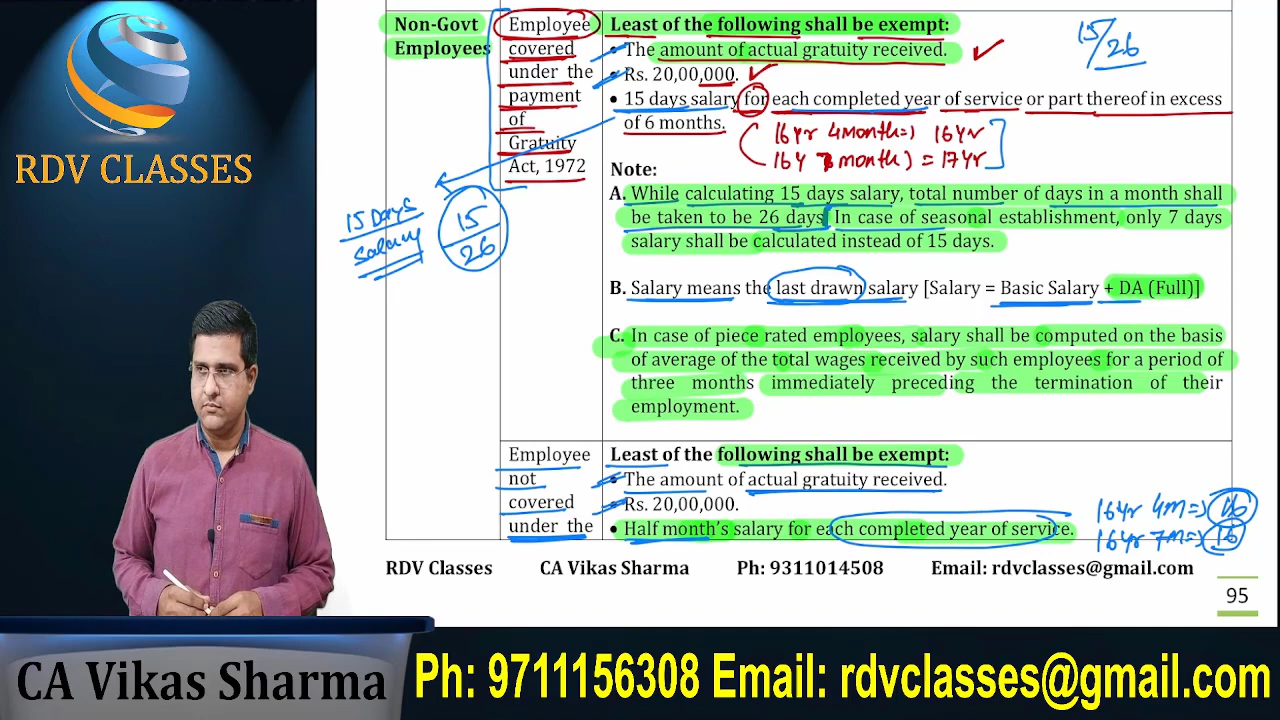 Non-Govt
Employees
Employee
covered
under the
payment
of
Gratuity
Act, 1972
Least of the following shall be exempt:
• The amount of actual gratuity received.
• Rs. 20,00,000.
• 15 days salary for each completed year of service or part thereof in excess
of 6 months.
15/26
16yr 4month => 16yr
16y 7month) = 17yr
Note:
A. While calculating 15 days salary, total number of days in a month shall
be taken to be 26 days. In case of seasonal establishment, only 7 days
salary shall be calculated instead of 15 days.
B. Salary means the last drawn salary [Salary = Basic Salary + DA (Full)]
C. In case of piece rated employees, salary shall be computed on the basis
of average of the total wages received by such employees for a period of
three months immediately preceding the termination of their
employment.
15 Days
Salary
15
26
RDV CLASSES
Employee
not
covered
under the
Least of the following shall be exempt:
• The amount of actual gratuity received.
• Rs. 20,00,000.
• Half month's salary for each completed year of service.
16yr 4m => 16
16yr 7m => 16
RDV Classes CA Vikas Sharma Ph: 9311014508 Email: rdvclasses@gmail.com
95
CA Vikas Sharma
Ph: 9711156308 Email: rdvclasses@gmail.com